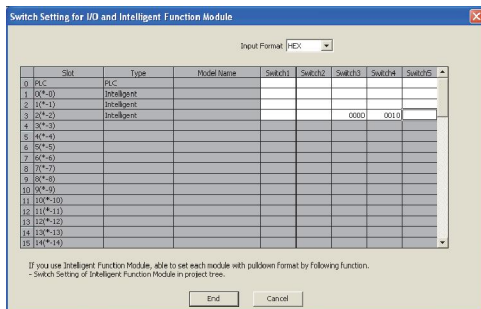 Switch Setting for I/O and Intelligent Function Module
Input Format HEX
Slot Type Model Name Switch1 Switch2 Switch3 Switch4 Switch5
0 PLC PLC
1 0(*-0) Intelligent
2 1(*-1) Intelligent
3 2(*-2) Intelligent 0000 0010
4 3(*-3)
5 4(*-4)
6 5(*-5)
7 6(*-6)
8 7(*-7)
9 8(*-8)
10 9(*-9)
11 10(*-10)
12 11(*-11)
13 12(*-12)
14 13(*-13)
15 14(*-14)
If you use Intelligent Function Module, able to set each module with pulldown format by following function.
- Switch Setting of Intelligent Function Module in project tree.
End Cancel